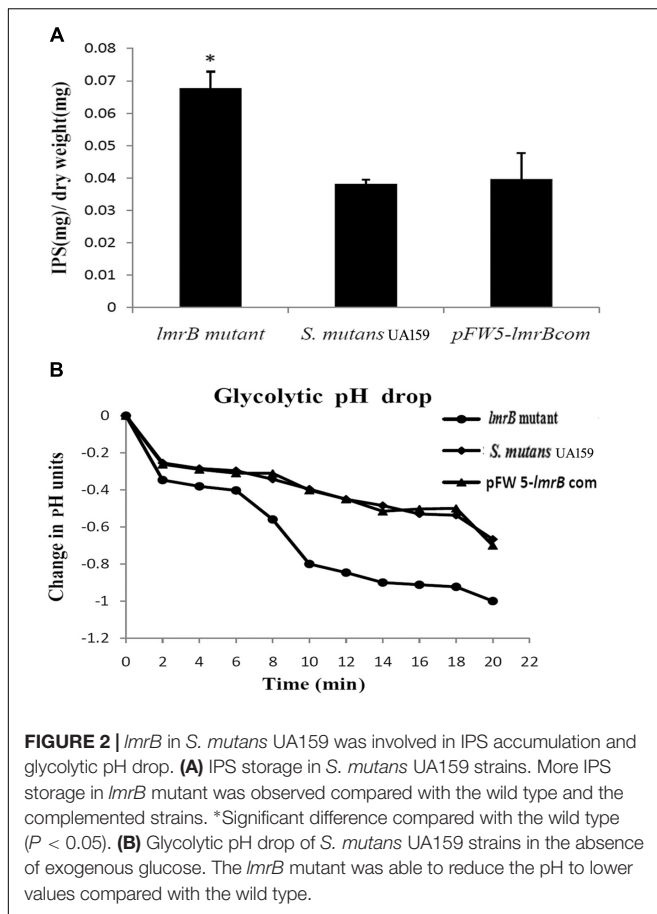 A
*
0.08
0.07
0.06
0.05
0.04
0.03
0.02
0.01
0
IPS(mg)/ dry weight(mg)
lmrB mutant S. mutans UA159 pFW5-lmrBcom
B
Glycolytic pH drop
lmrB mutant
S. mutans UA159
pFW 5-lmrB com
0
-0.2
-0.4
-0.6
-0.8
-1
-1.2
Change in pH units
0 2 4 6 8 10 12 14 16 18 20 22
Time (min)
FIGURE 2 | lmrB in S. mutans UA159 was involved in IPS accumulation and
glycolytic pH drop. (A) IPS storage in S. mutans UA159 strains. More IPS
storage in lmrB mutant was observed compared with the wild type and the
complemented strains. *Significant difference compared with the wild type
(P < 0.05). (B) Glycolytic pH drop of S. mutans UA159 strains in the absence
of exogenous glucose. The lmrB mutant was able to reduce the pH to lower
values compared with the wild type.